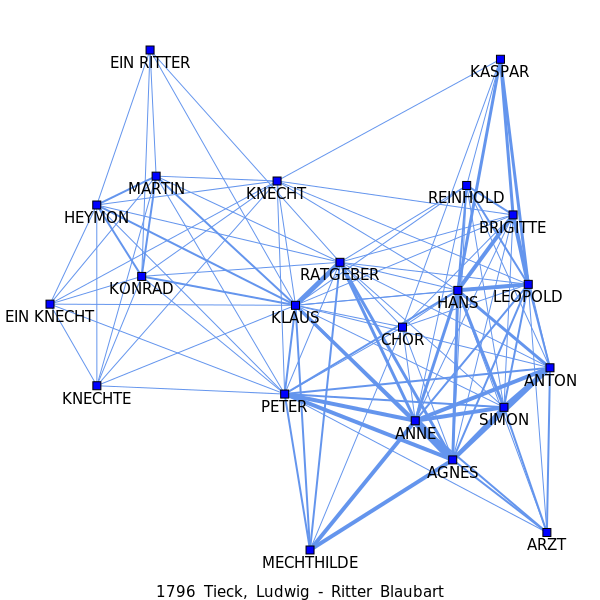 EIN RITTER
KASPAR
MARTIN
KNECHT
REINHOLD
HEYMON
BRIGITTE
RATGEBER
KONRAD
HANS
LEOPOLD
EIN KNECHT
KLAUS
CHOR
ANTON
KNECHTE
PETER
SIMON
ANNE
AGNES
ARZT
MECHTHILDE
1796 Tieck, Ludwig - Ritter Blaubart